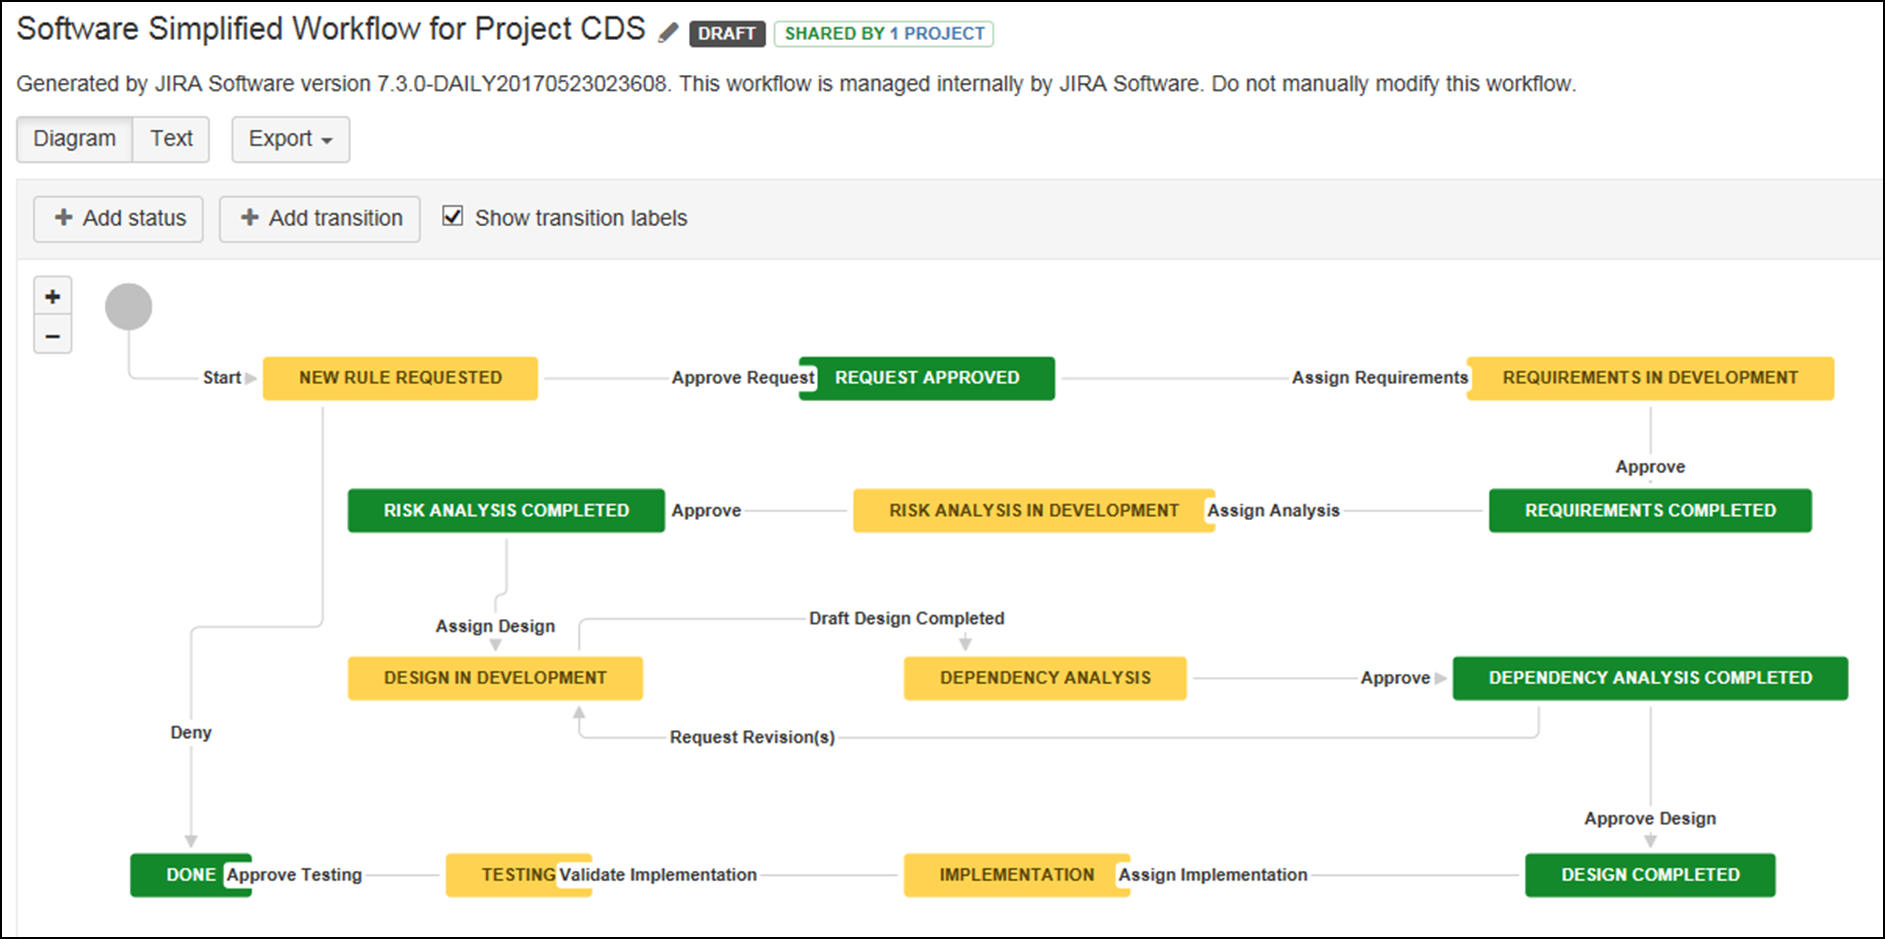 Software Simplified Workflow for Project CDS DRAFT SHARED BY 1 PROJECT
Generated by JIRA Software version 7.3.0-DAILY20170523023608. This workflow is managed internally by JIRA Software. Do not manually modify this workflow.
Diagram Text Export
+ Add status + Add transition Show transition labels
+
−
Start NEW RULE REQUESTED Approve Request REQUEST APPROVED Assign Requirements REQUIREMENTS IN DEVELOPMENT
Approve
RISK ANALYSIS COMPLETED Approve RISK ANALYSIS IN DEVELOPMENT Assign Analysis REQUIREMENTS COMPLETED
Draft Design Completed
Assign Design
DESIGN IN DEVELOPMENT DEPENDENCY ANALYSIS Approve DEPENDENCY ANALYSIS COMPLETED
Deny
Request Revision(s)
Approve Design
DONE Approve Testing TESTING Validate Implementation IMPLEMENTATION Assign Implementation DESIGN COMPLETED